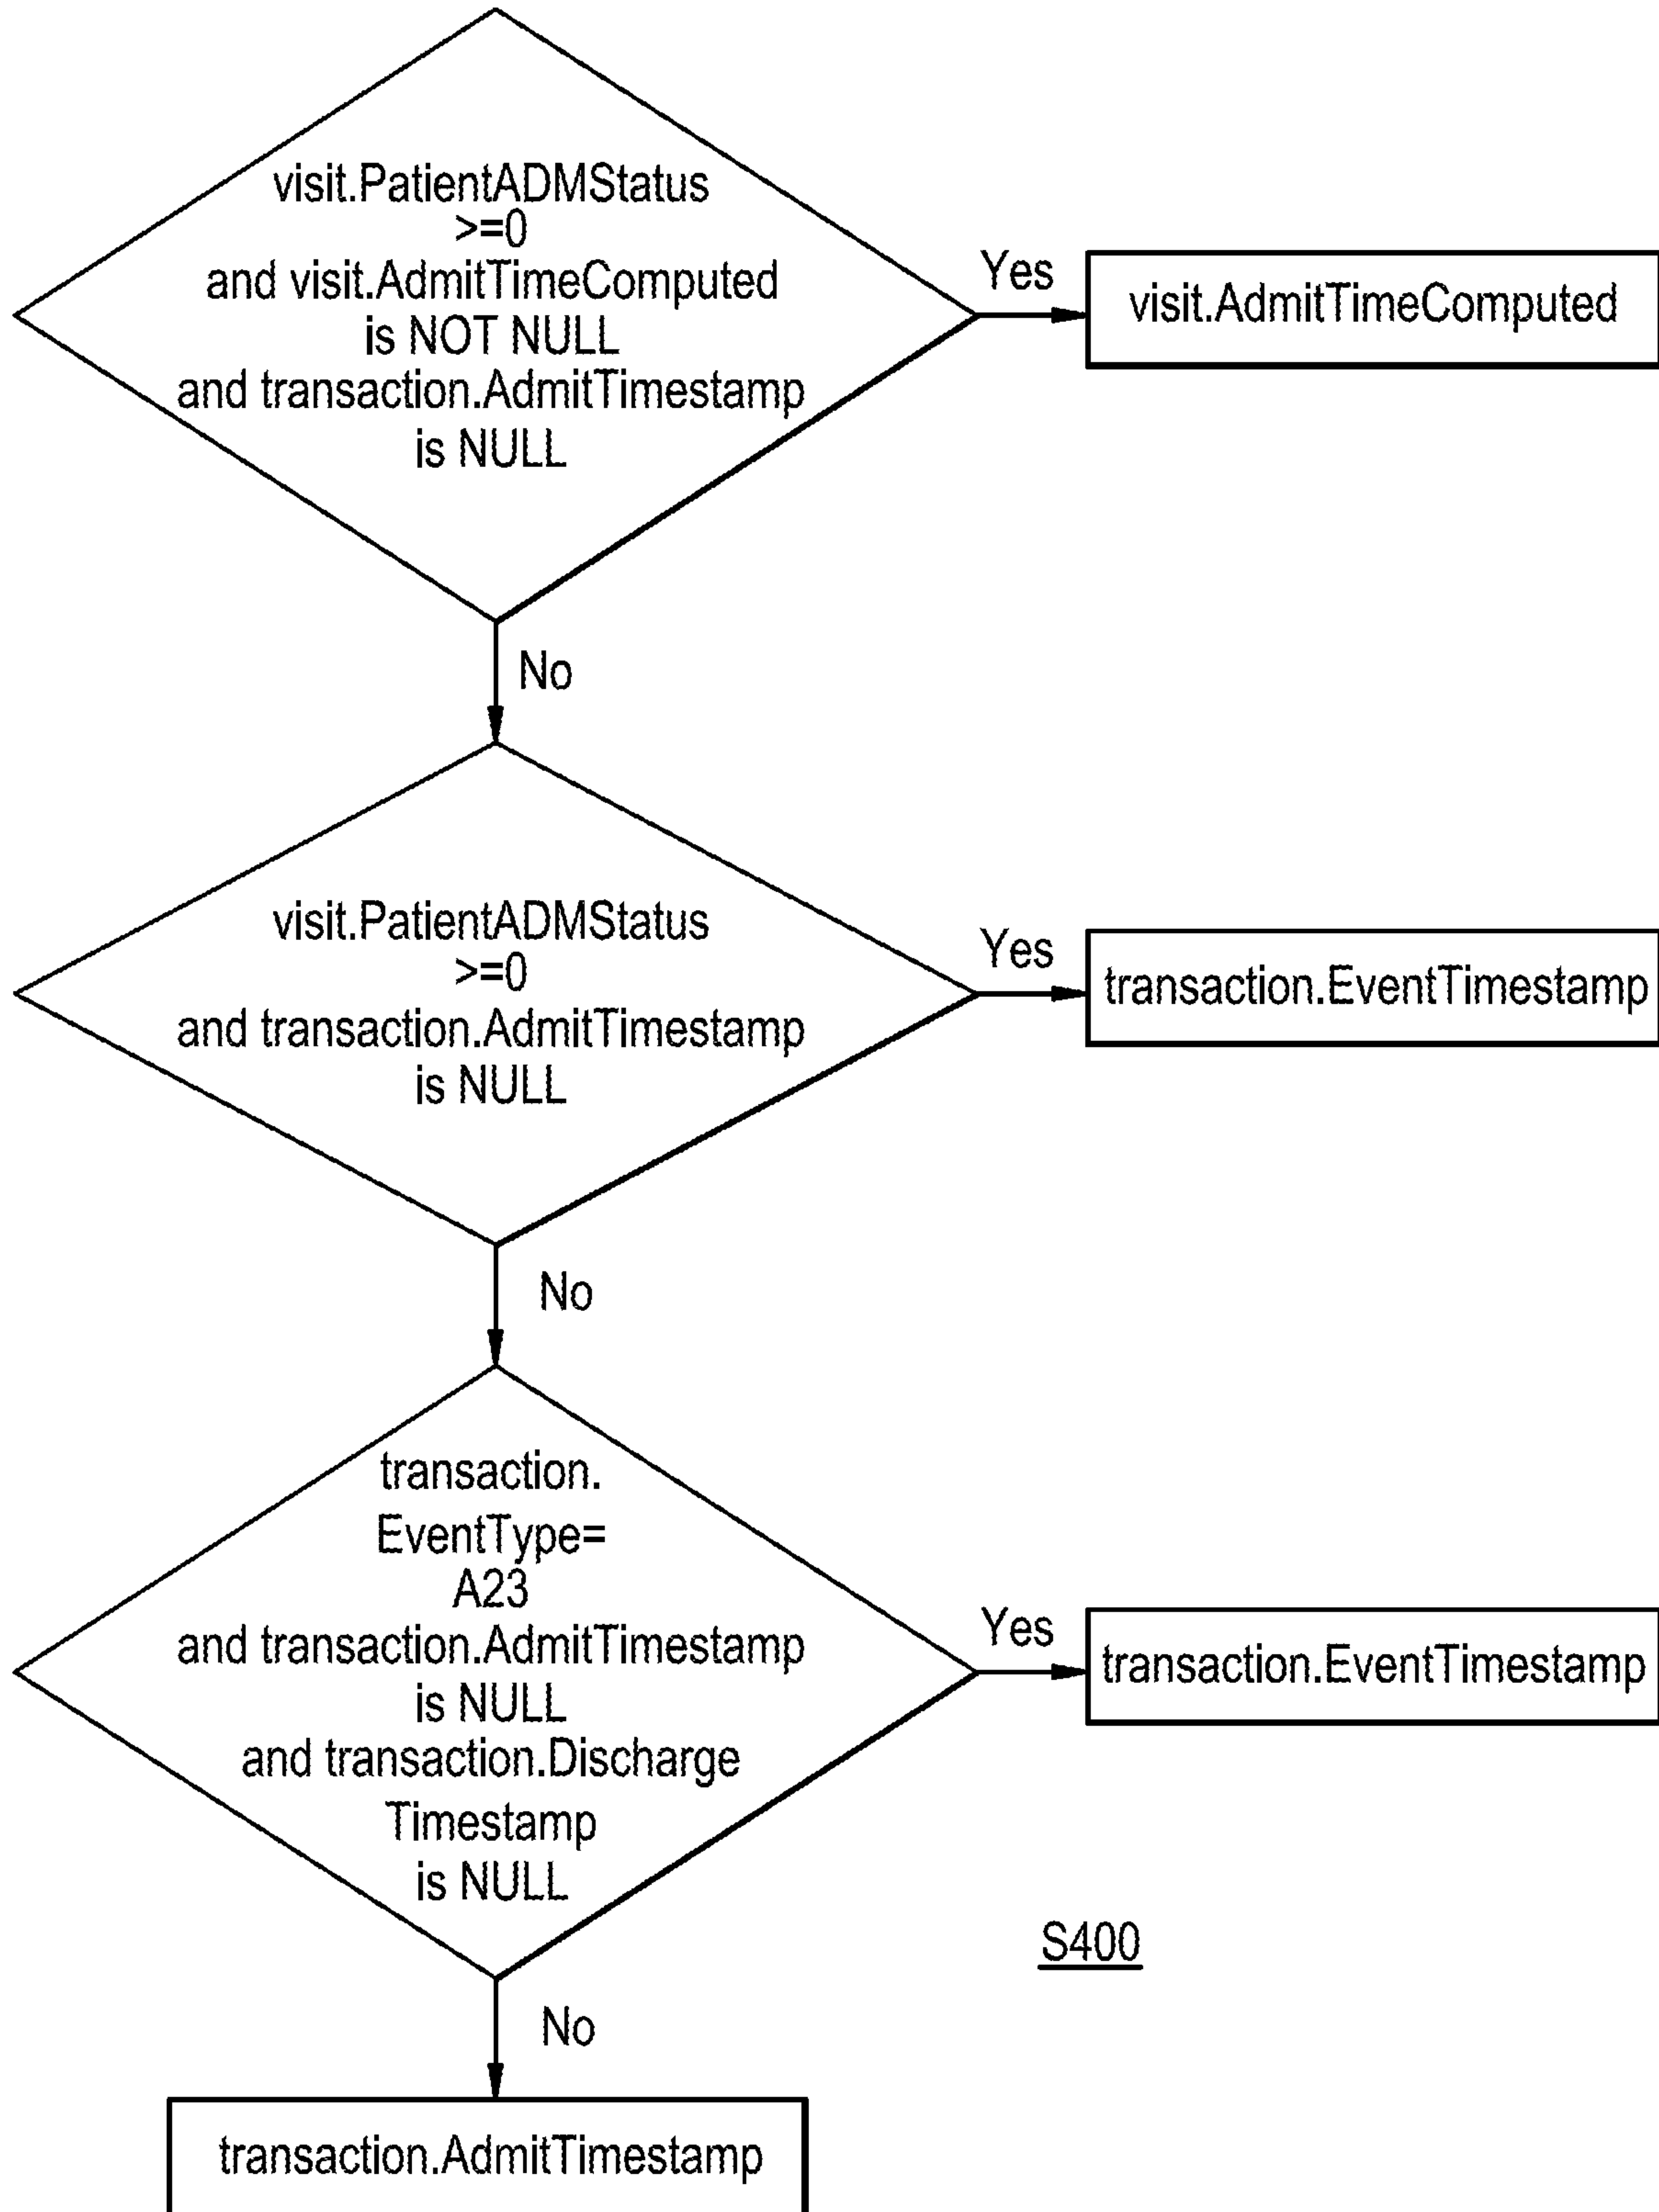 visit.PatientADMStatus
>=0
and visit.AdmitTimeComputed
is NOT NULL
and transaction.AdmitTimestamp
is NULL
Yes
visit.AdmitTimeComputed
No
visit.PatientADMStatus
>=0
and transaction.AdmitTimestamp
is NULL
Yes
transaction.EventTimestamp
No
transaction.
EventType=
A23
and transaction.AdmitTimestamp
is NULL
and transaction.Discharge
Timestamp
is NULL
Yes
transaction.EventTimestamp
S400
No
transaction.AdmitTimestamp